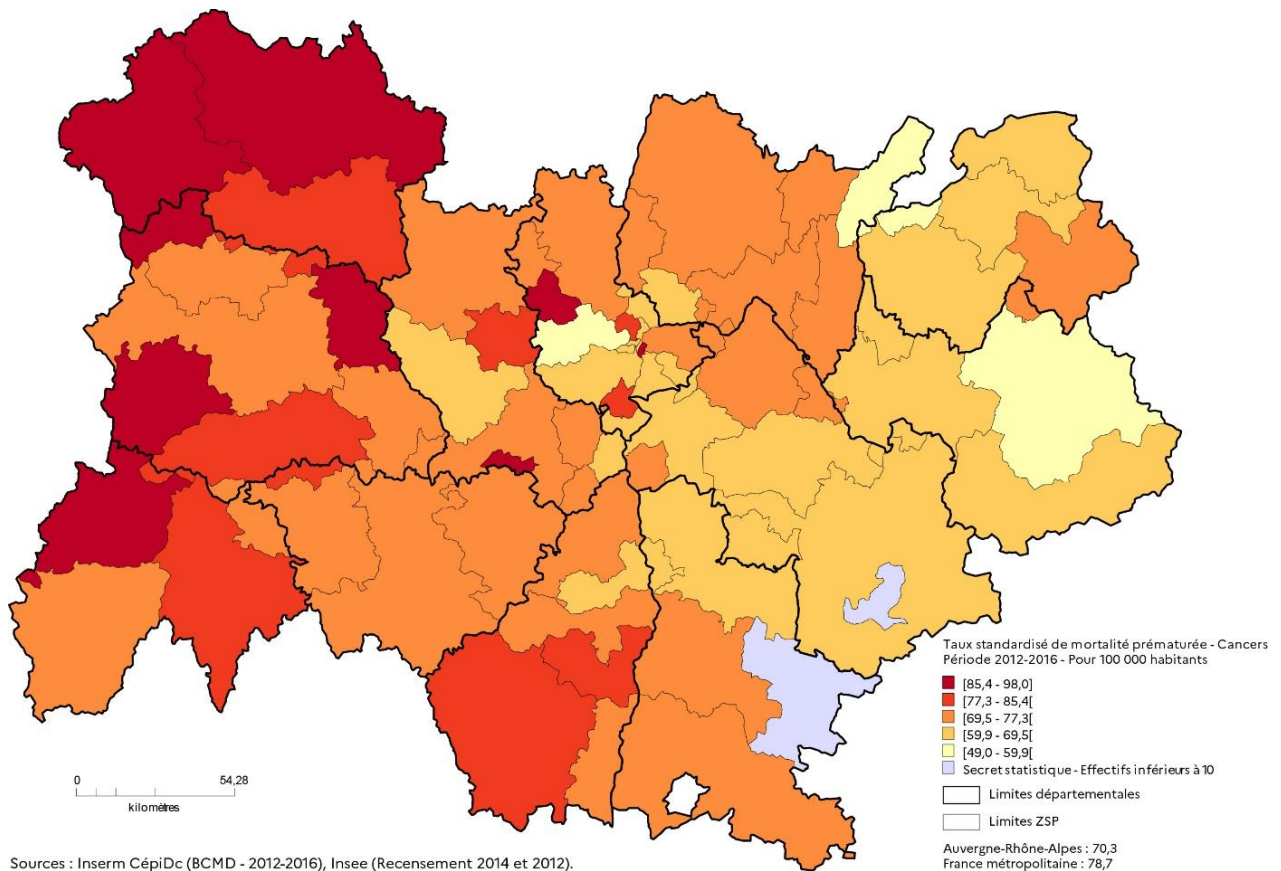 Taux standardisé de mortalité prématurée - Cancers
Période 2012-2016 - Pour 100 000 habitants
[85,4 - 98,0]
[77,3 - 85,4[
[69,5 - 77,3[
[59,9 - 69,5[
[49,0 - 59,9[
Secret statistique - Effectifs inférieurs à 10
Limites départementales
Limites ZSP
Auvergne-Rhône-Alpes : 70,3
France métropolitaine : 78,7
0 54,28
kilomètres
Sources : Inserm CépiDc (BCMD - 2012-2016), Insee (Recensement 2014 et 2012).